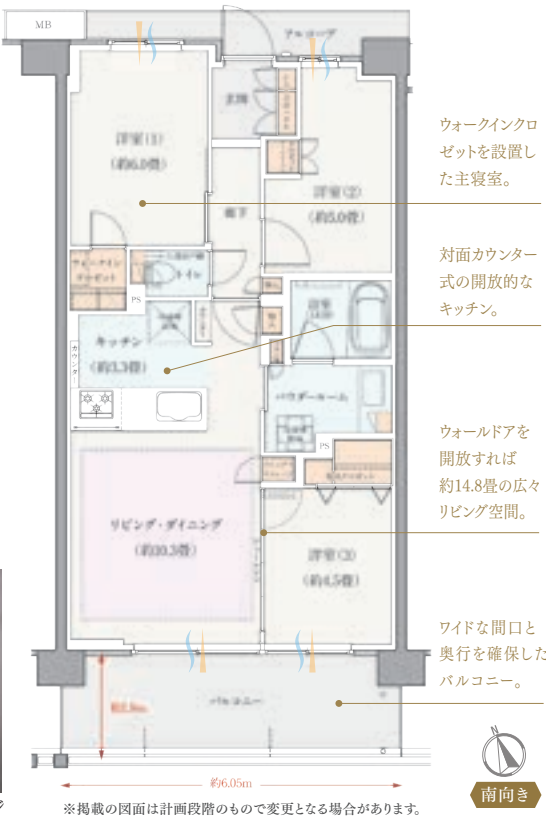 MB
アルコーブ
玄関
洋室(1)
(約6.0畳)
洋室(2)
(約5.0畳)
廊下
ウォークイン
クロゼット
トイレ
PS
浴室
キッチン
(約3.3畳)
カウンター
パウダールーム
PS
リビング・ダイニング
(約10.3畳)
洋室(3)
(約4.5畳)
バルコニー
約6.05m
ウォークインクロ
ゼットを設置し
た主寝室。
対面カウンター
式の開放的な
キッチン。
ウォールドアを
開放すれば
約14.8畳の広々
リビング空間。
ワイドな間口と
奥行を確保した
バルコニー。
南向き
※掲載の図面は計画段階のもので変更となる場合があります。